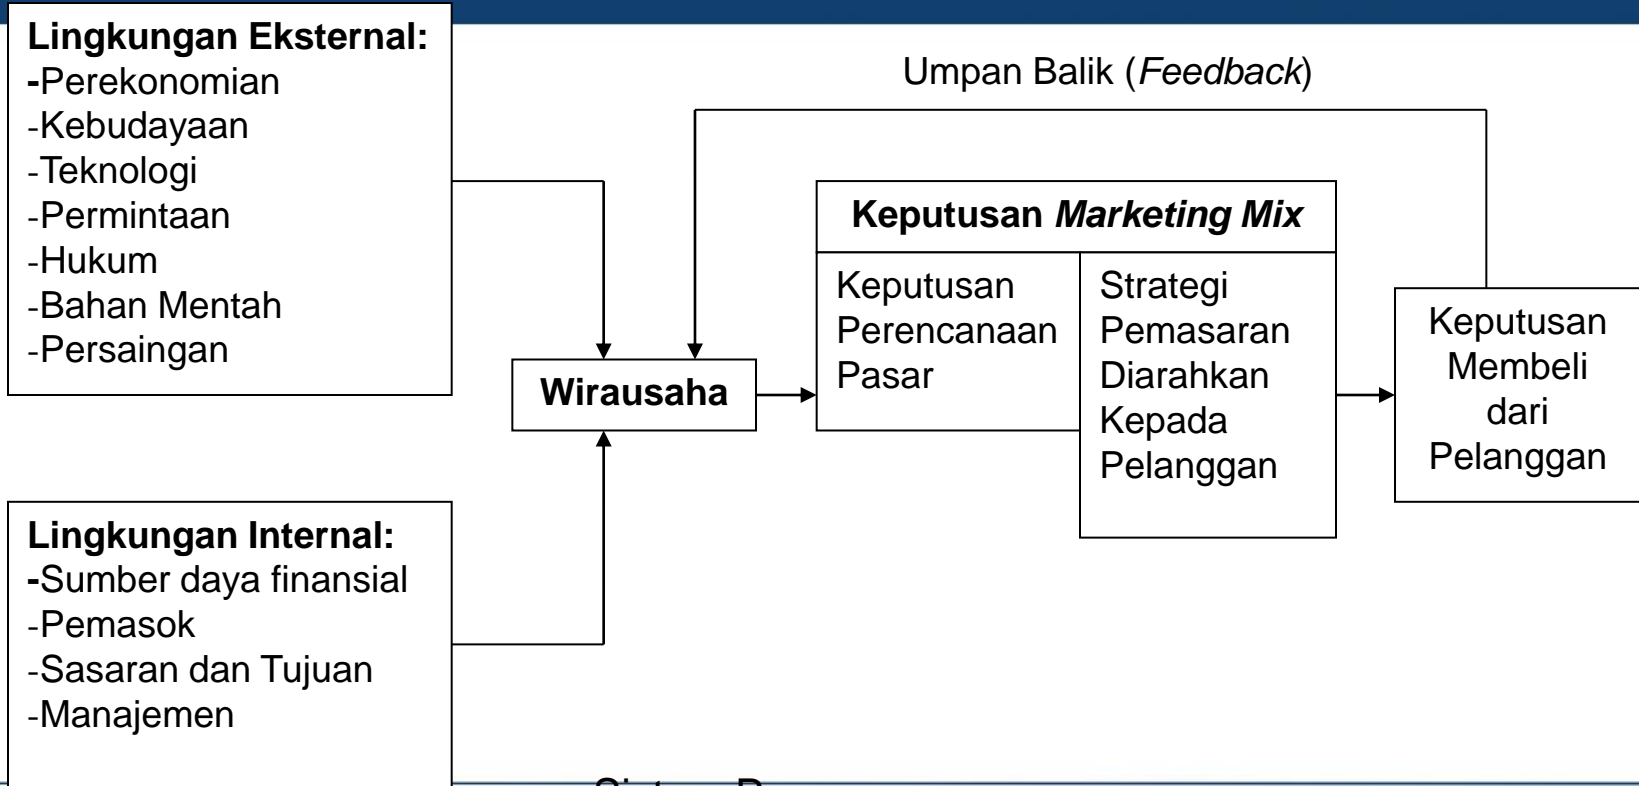 Lingkungan Eksternal:
-Perekonomian
-Kebudayaan
-Teknologi
-Permintaan
-Hukum
-Bahan Mentah
-Persaingan
Umpan Balik (Feedback)
Wirausaha
Keputusan Marketing Mix
Keputusan
Perencanaan
Pasar
Strategi
Pemasaran
Diarahkan
Kepada
Pelanggan
Keputusan
Membeli
dari
Pelanggan
Lingkungan Internal:
-Sumber daya finansial
-Pemasok
-Sasaran dan Tujuan
-Manajemen